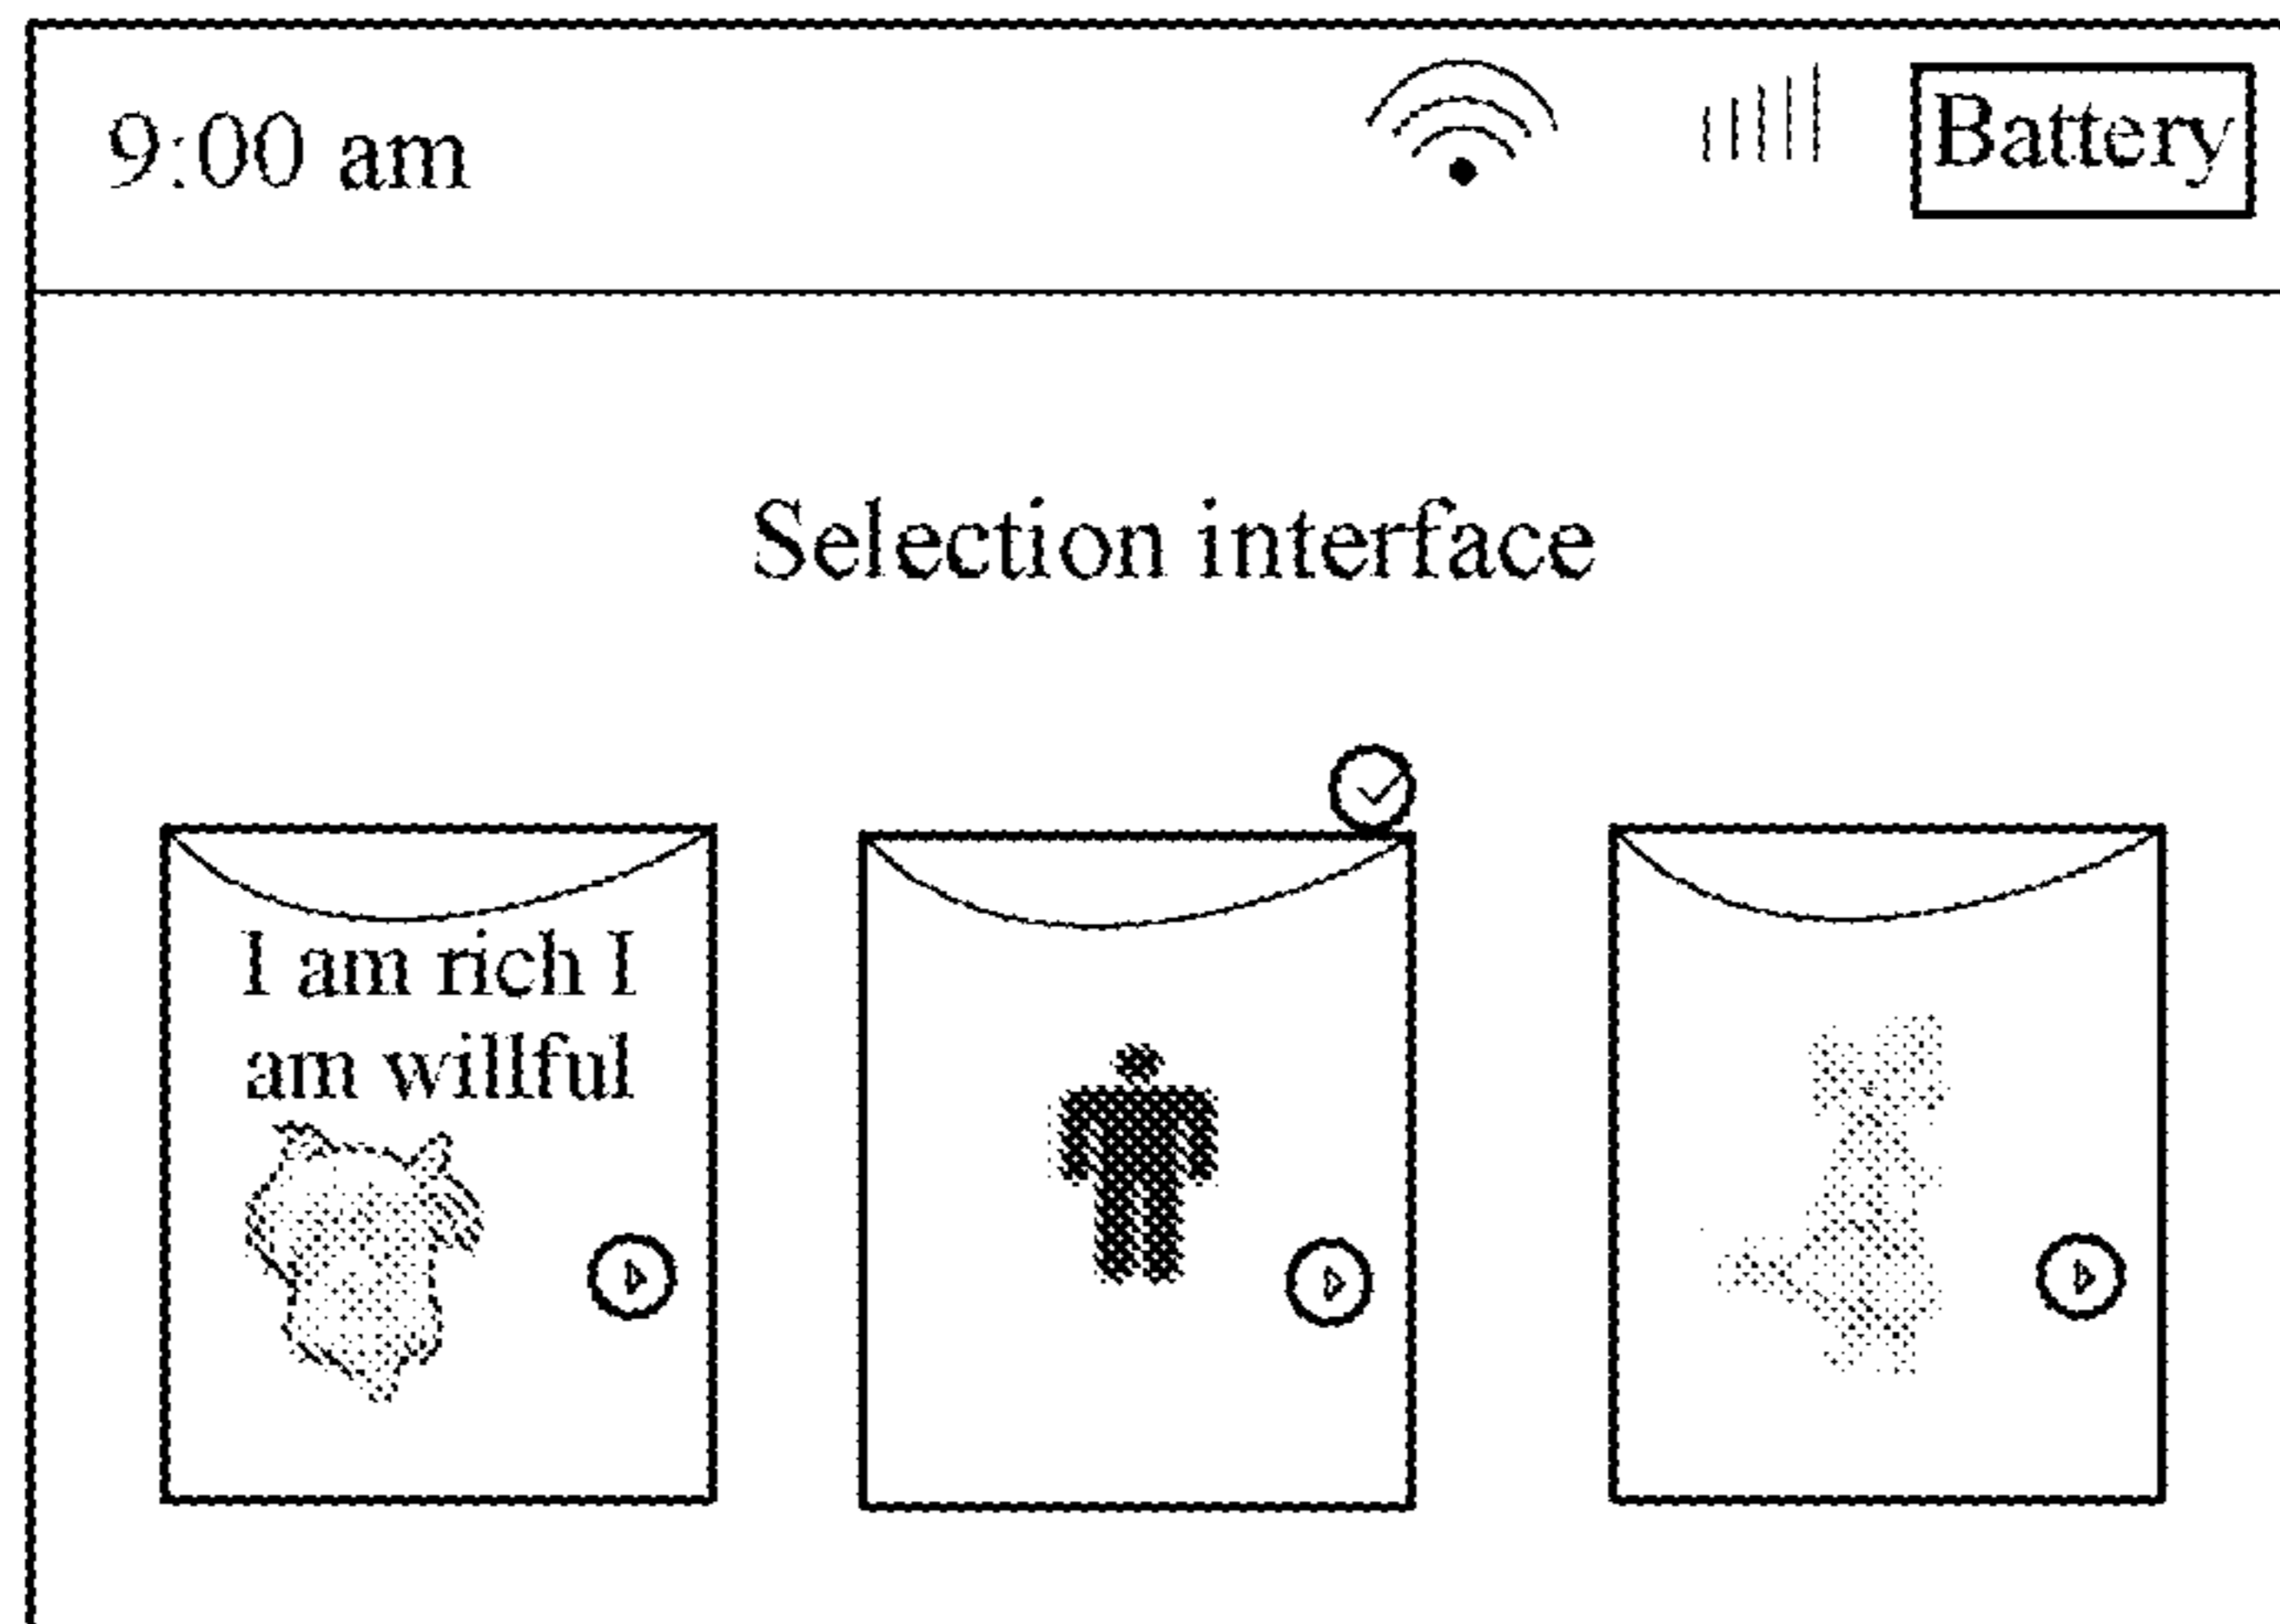 9:00 am
Battery
Selection interface
I am rich I
am willful